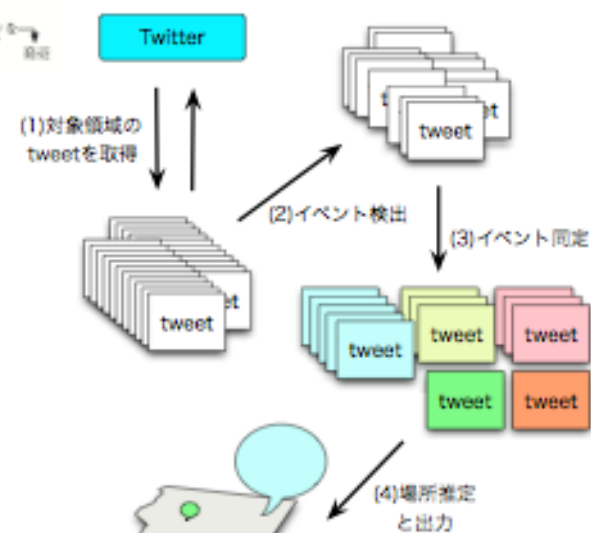 Twitter
(1)対象領域の
tweetを取得
tweet
(2)イベント検出
tweet
(3)イベント同定
tweet
tweet
tweet
tweet
tweet
(4)場所推定
と出力